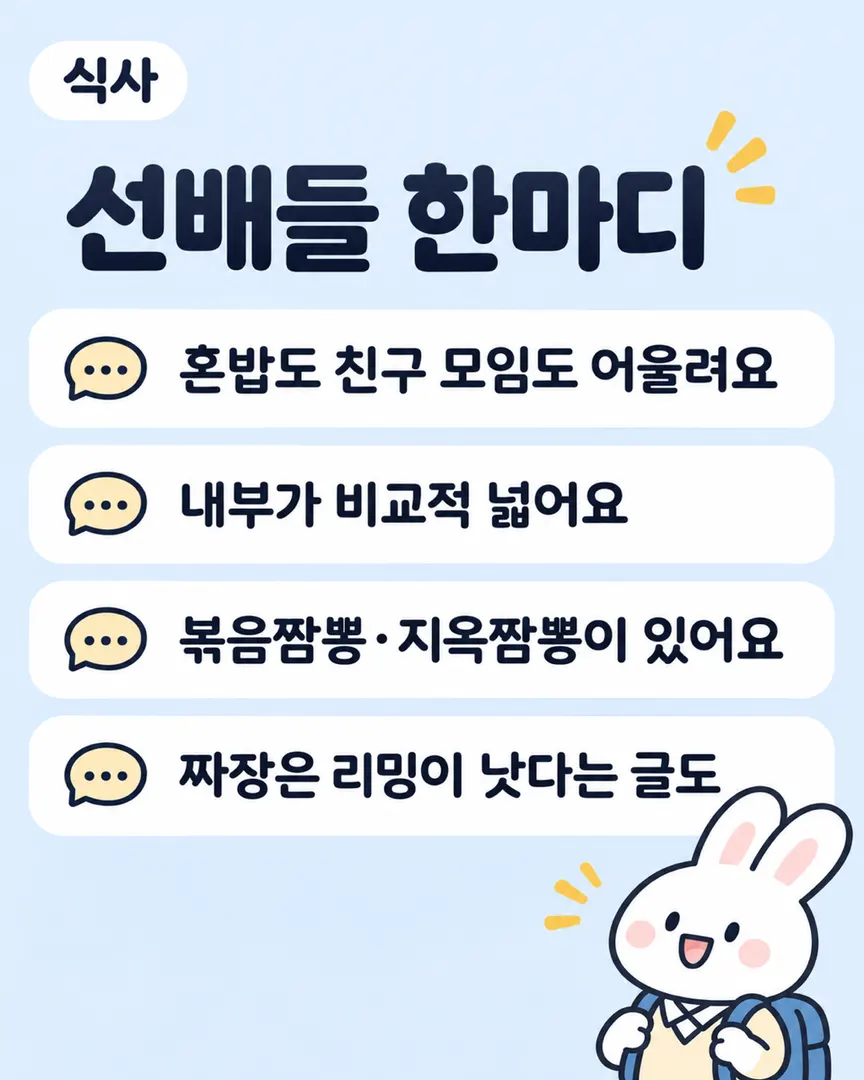 식사
선배들 한마디
혼밥도 친구 모임도 어울려요
내부가 비교적 넓어요
볶음짬뽕·지옥짬뽕이 있어요
짜장은 리밍이 낫다는 글도